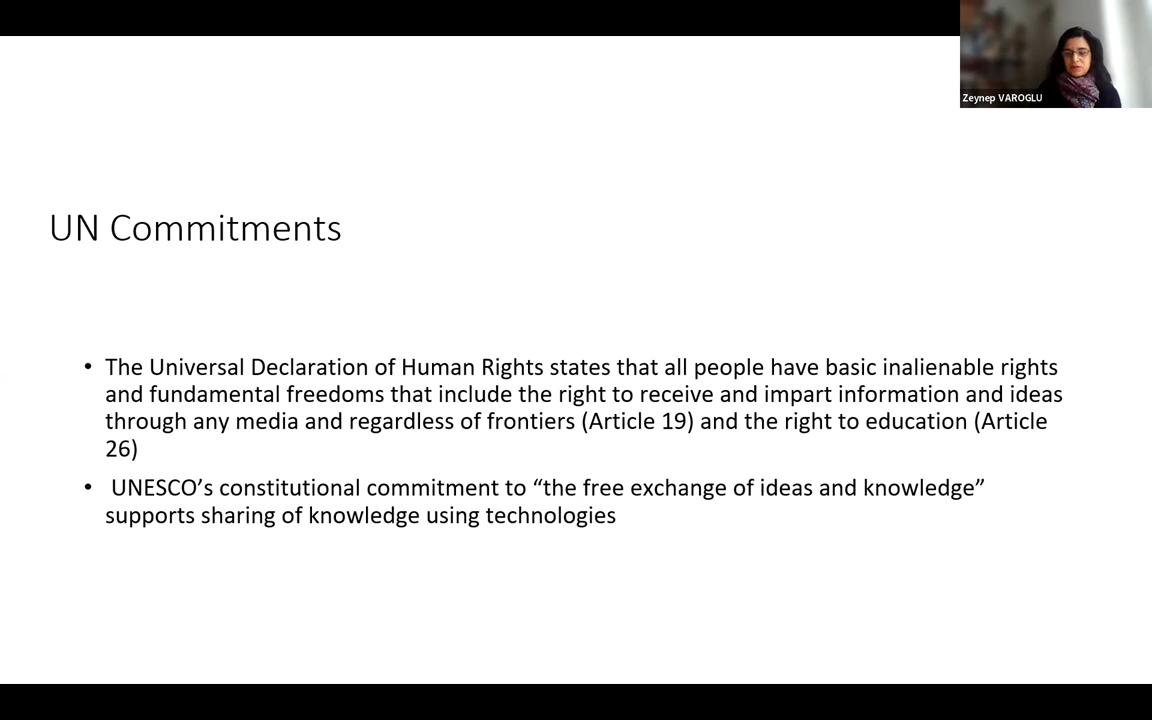 Zeynep VAROGLU
UN Commitments
• The Universal Declaration of Human Rights states that all people have basic inalienable rights
and fundamental freedoms that include the right to receive and impart information and ideas
through any media and regardless of frontiers (Article 19) and the right to education (Article
26)
• UNESCO’s constitutional commitment to “the free exchange of ideas and knowledge”
supports sharing of knowledge using technologies